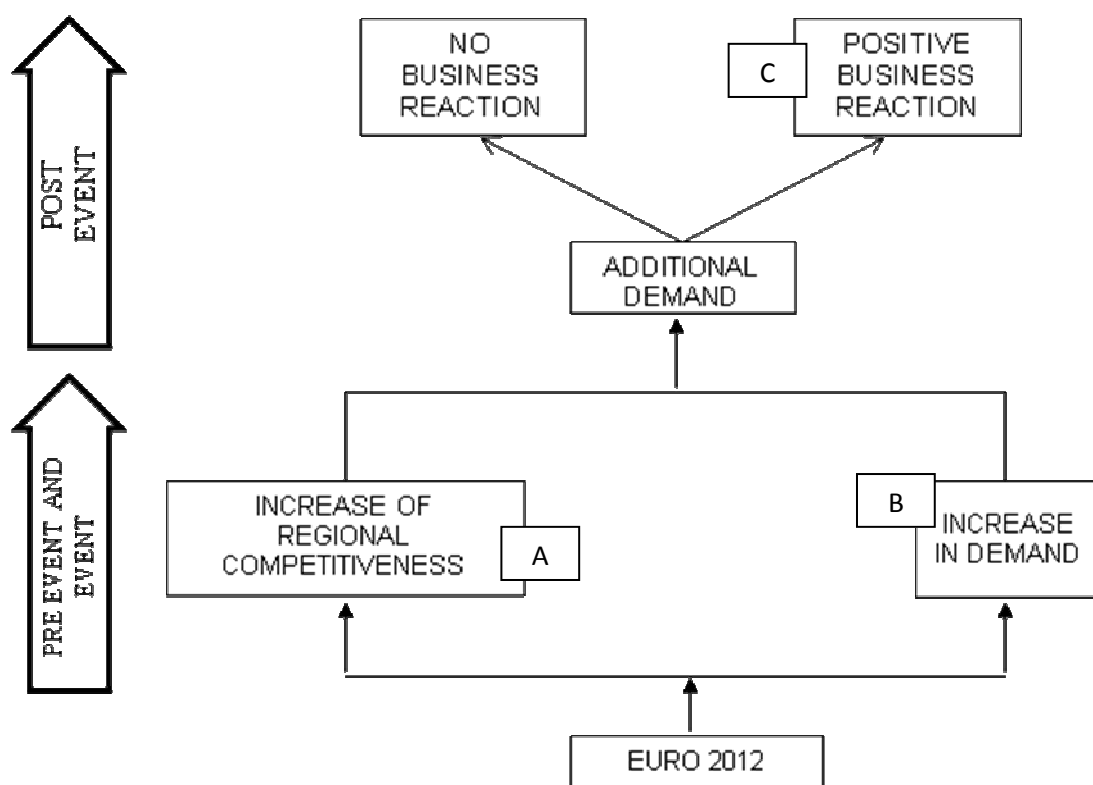 POST
EVENT
NO
BUSINESS
REACTION
C
POSITIVE
BUSINESS
REACTION
ADDITIONAL
DEMAND
PRE EVENT AND
EVENT
INCREASE OF
REGIONAL
COMPETITIVENESS
A
B
INCREASE
IN DEMAND
EURO 2012